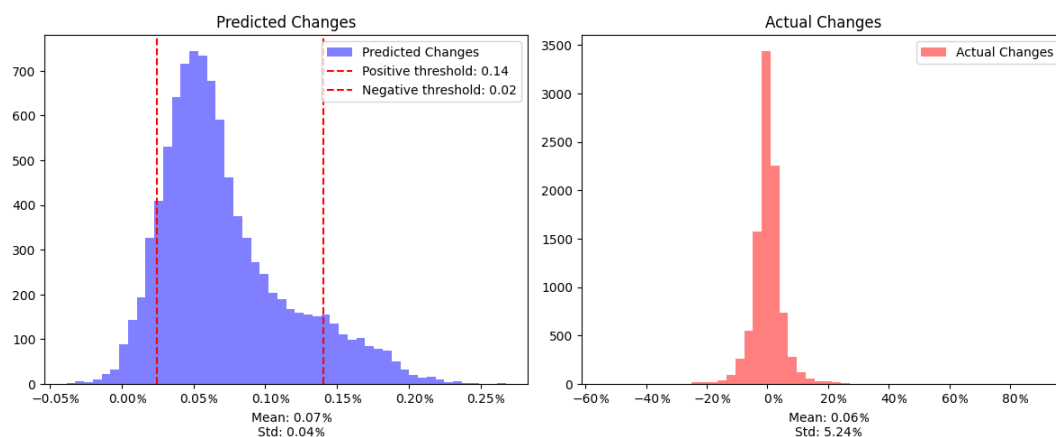 Predicted Changes
Predicted Changes
Positive threshold: 0.14
Negative threshold: 0.02
700
600
500
400
300
200
100
0
−0.05% 0.00% 0.05% 0.10% 0.15% 0.20% 0.25%
Mean: 0.07%
Std: 0.04%
Actual Changes
Actual Changes
3500
3000
2500
2000
1500
1000
500
0
−60% −40% −20% 0% 20% 40% 60% 80%
Mean: 0.06%
Std: 5.24%